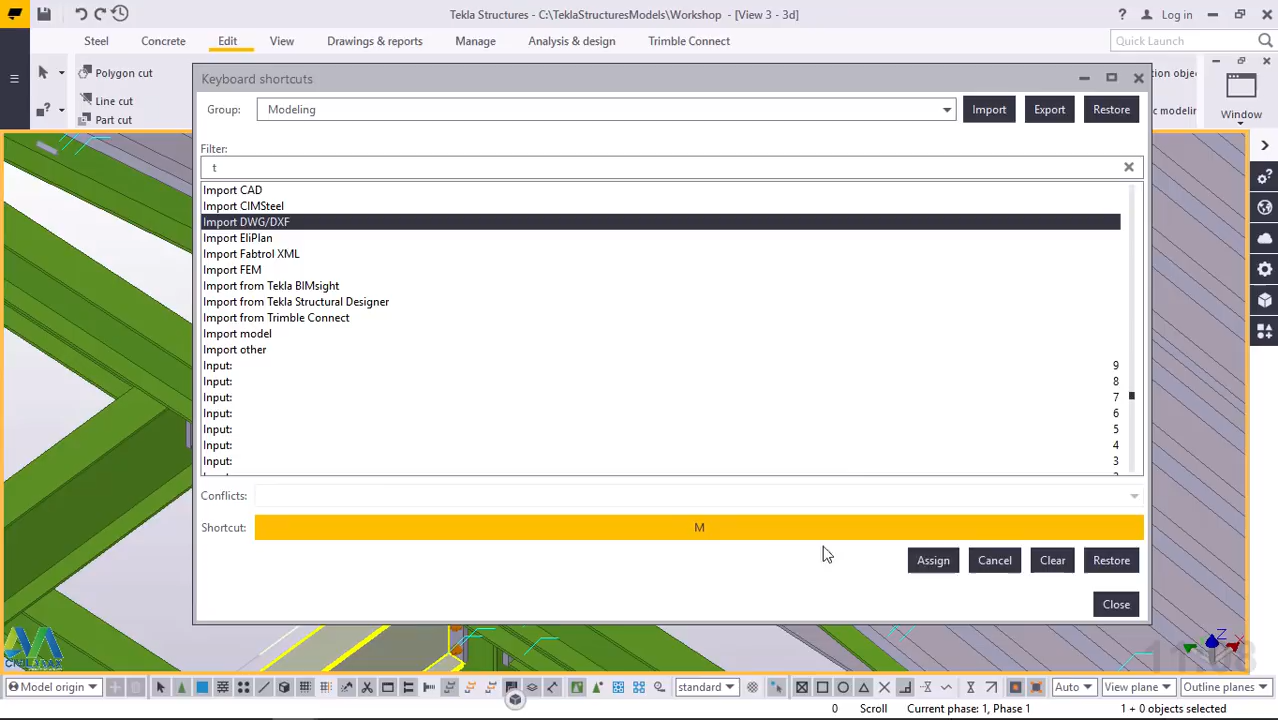 Tekla Structures - C:\TeklaStructuresModels\Workshop - [View 3 - 3d]
? Log in
Steel Concrete Edit View Drawings & reports Manage Analysis & design Trimble Connect Quick Launch
Polygon cut
Line cut
Part cut
Window
Keyboard shortcuts
Group: Modeling Import Export Restore
Filter:
t
Import CAD
Import CIMSteel
Import DWG/DXF
Import EliPlan
Import Fabtrol XML
Import FEM
Import from Tekla BIMsight
Import from Tekla Structural Designer
Import from Trimble Connect
Import model
Import other
Input: 9
Input: 8
Input: 7
Input: 6
Input: 5
Input: 4
Input: 3
Conflicts:
Shortcut: M
Assign Cancel Clear Restore
Close
Z
Model origin standard Auto View plane Outline planes
0 Scroll Current phase: 1, Phase 1 1 + 0 objects selected